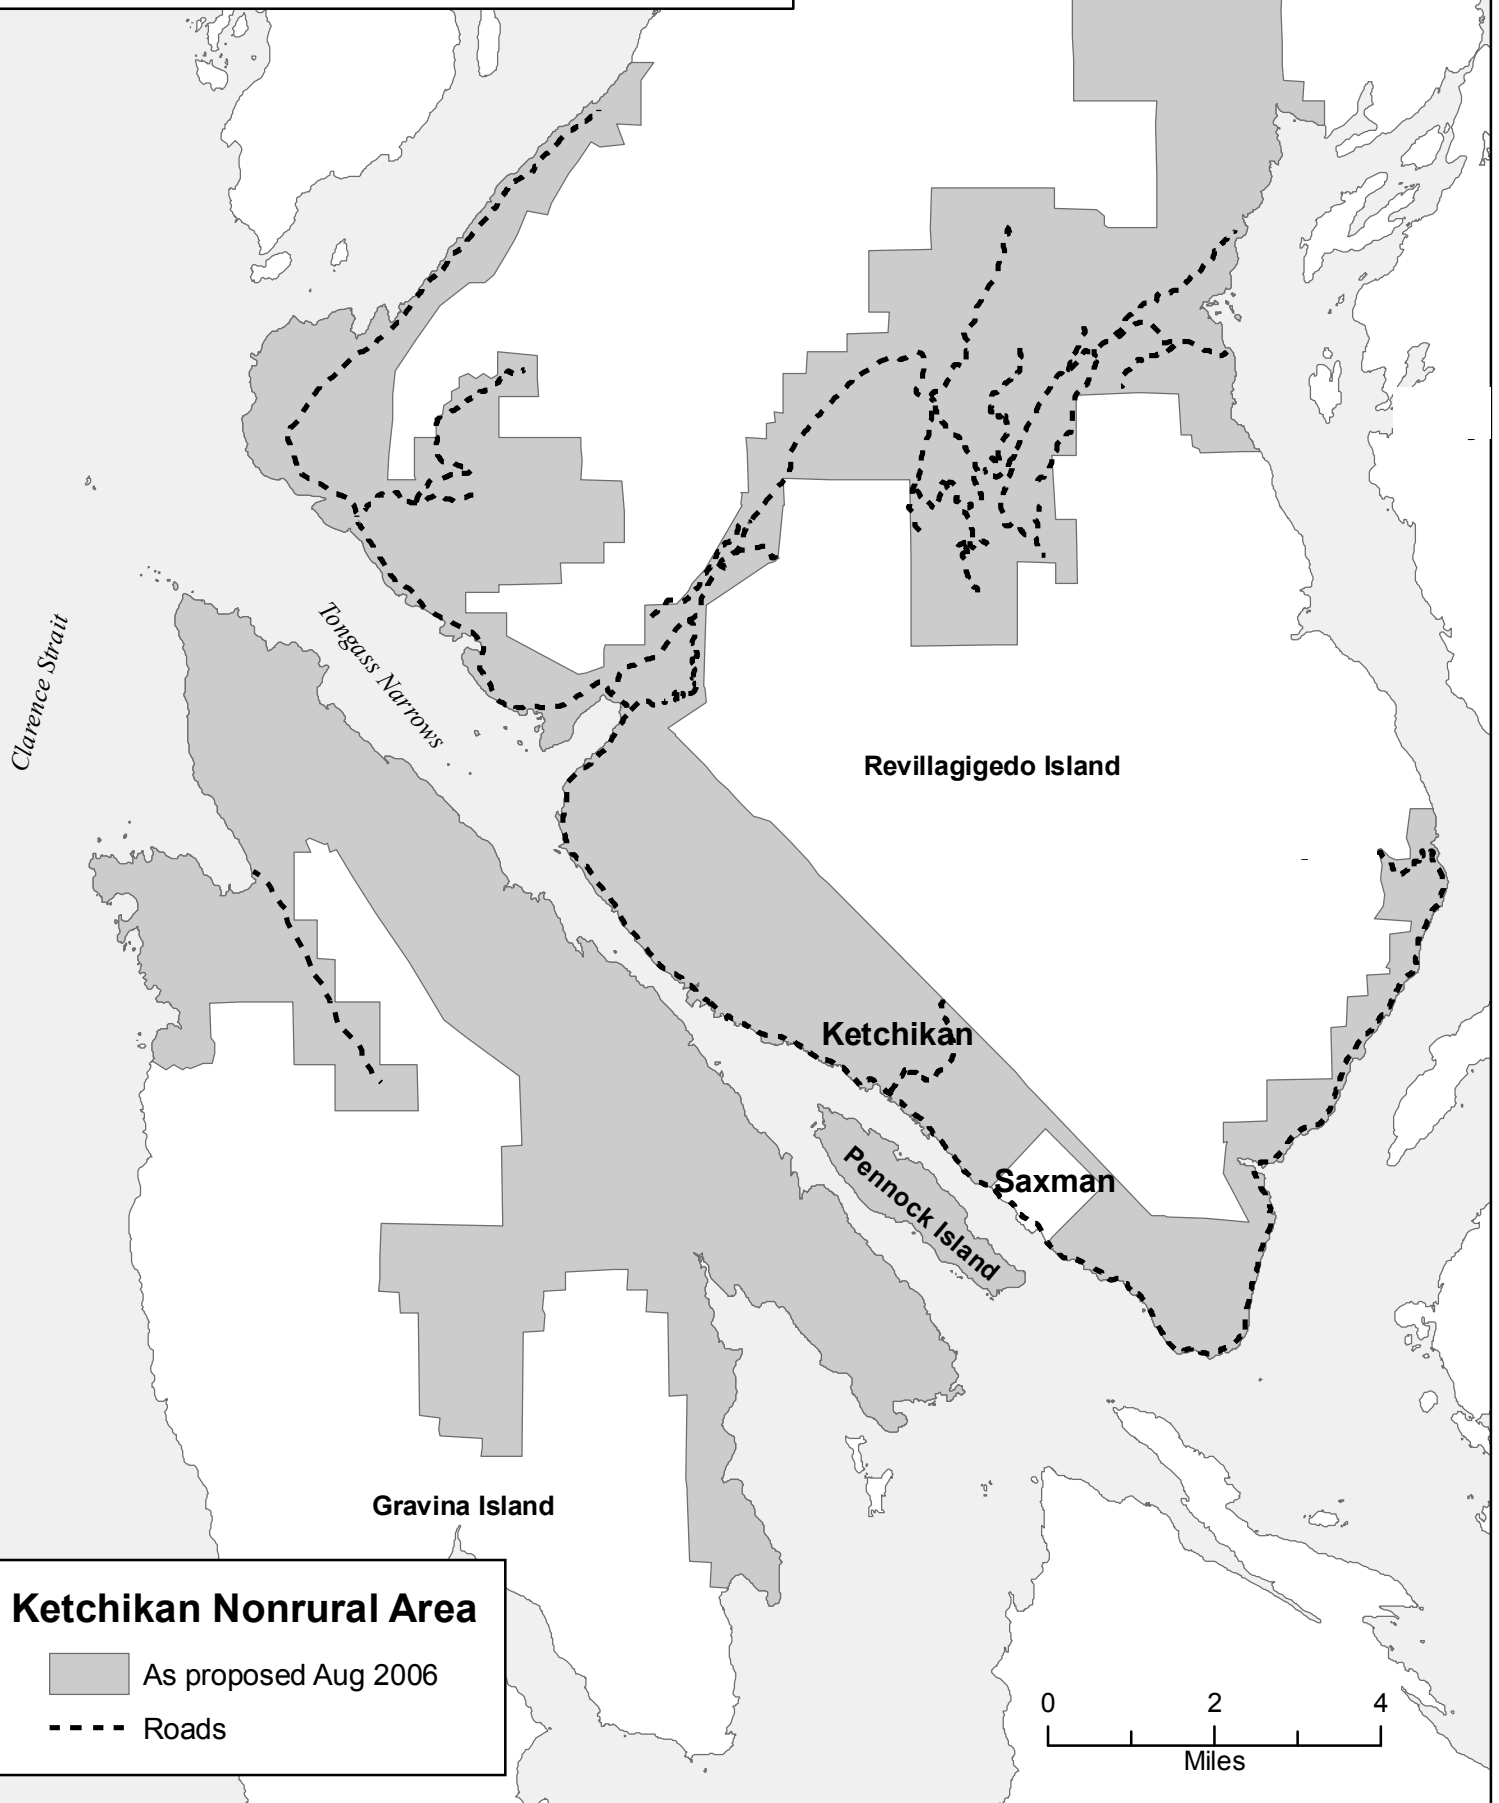 Clarence Strait
Tongass Narrows
Revillagigedo Island
Ketchikan
Saxman
Pennock Island
Gravina Island
Ketchikan Nonrural Area
As proposed Aug 2006
Roads
0 2 4
Miles